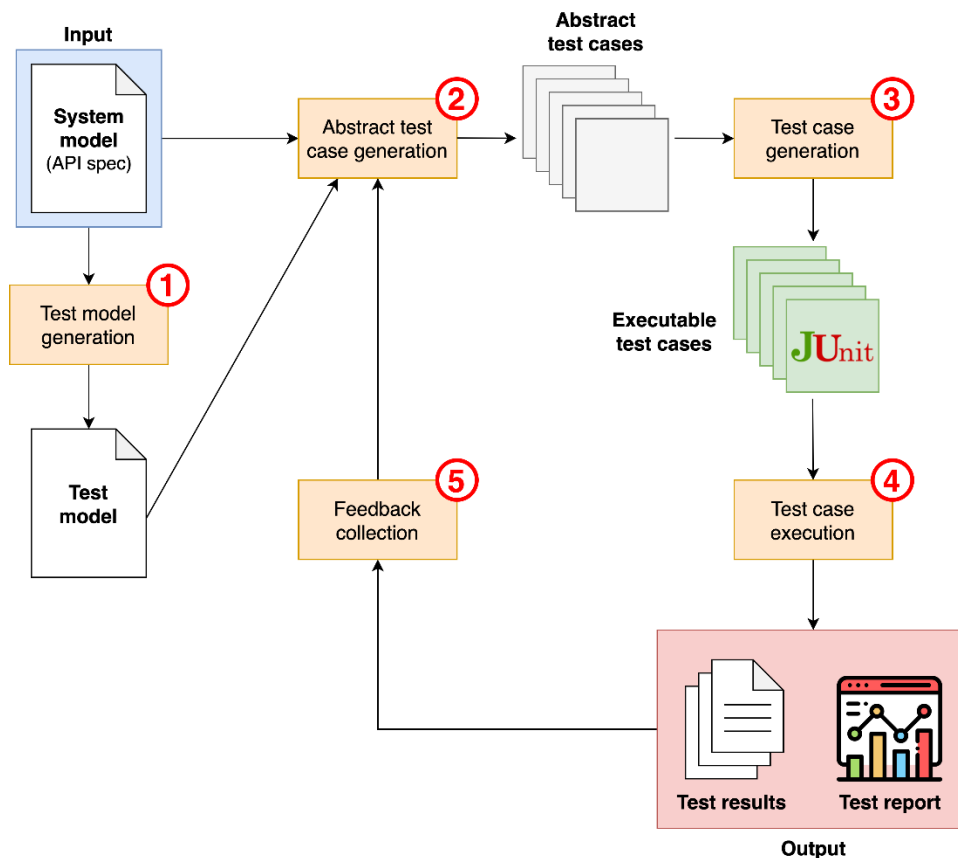 Input
System
model
(API spec)
1
Test model
generation
Test
model
2
Abstract test
case generation
Abstract
test cases
3
Test case
generation
Executable
test cases
JUnit
4
Test case
execution
5
Feedback
collection
Test results
Test report
Output